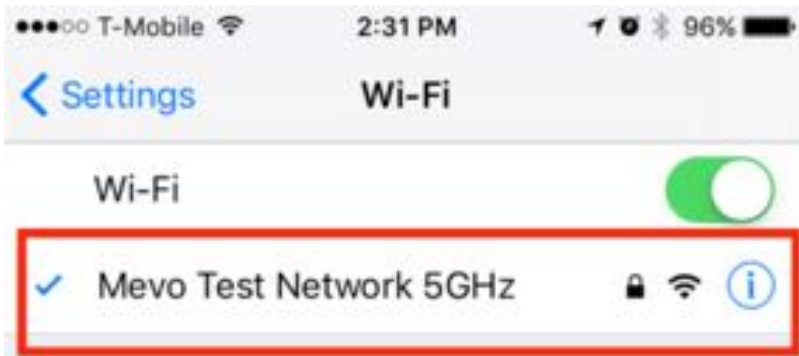 T-Mobile 2:31 PM 96%
Settings Wi-Fi
Wi-Fi
Mevo Test Network 5GHz